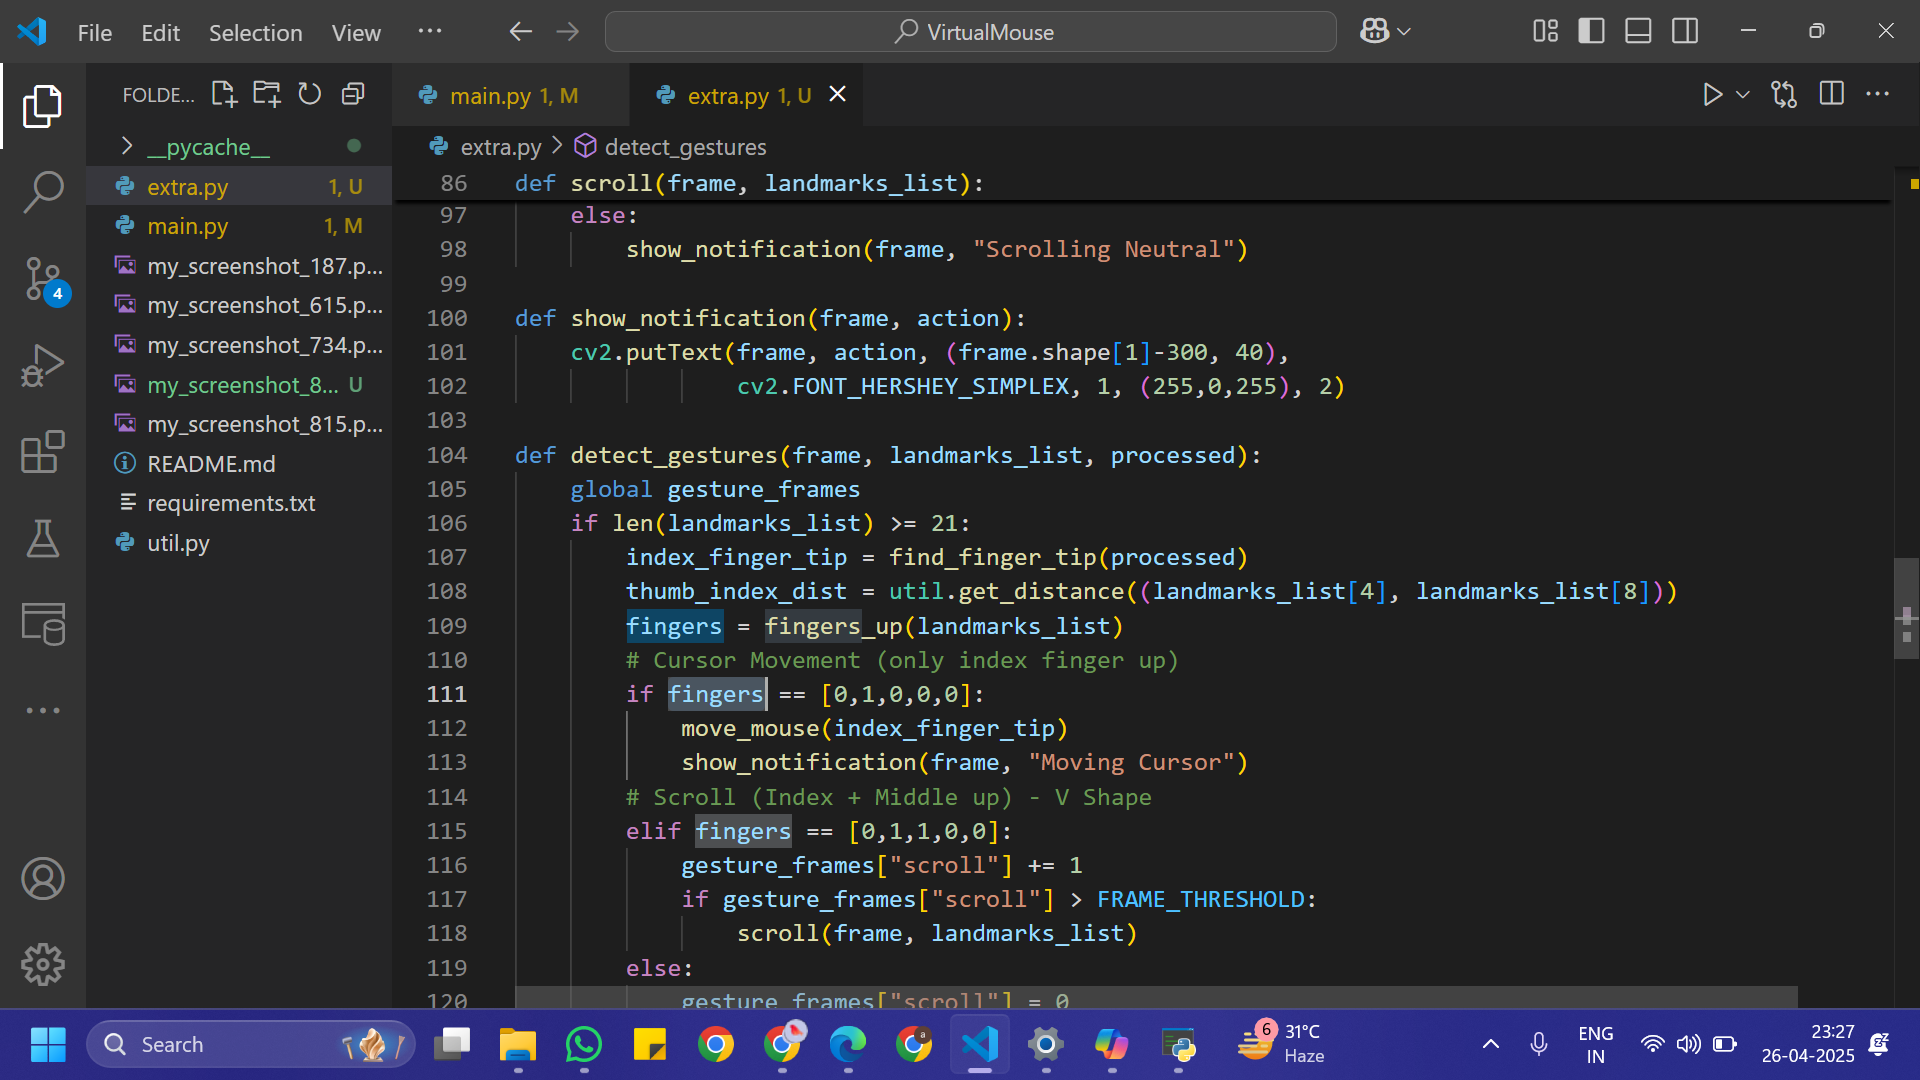 File Edit Selection View ··· VirtualMouse
FOLDE...
main.py 1, M
extra.py 1, U
extra.py > detect_gestures
__pycache__
extra.py 1, U
main.py 1, M
my_screenshot_187.p...
my_screenshot_615.p...
my_screenshot_734.p...
my_screenshot_8... U
my_screenshot_815.p...
README.md
requirements.txt
util.py
4
86 def scroll(frame, landmarks_list):
97 else:
98 show_notification(frame, "Scrolling Neutral")
99
100 def show_notification(frame, action):
101 cv2.putText(frame, action, (frame.shape[1]-300, 40),
102 cv2.FONT_HERSHEY_SIMPLEX, 1, (255,0,255), 2)
103
104 def detect_gestures(frame, landmarks_list, processed):
105 global gesture_frames
106 if len(landmarks_list) >= 21:
107 index_finger_tip = find_finger_tip(processed)
108 thumb_index_dist = util.get_distance((landmarks_list[4], landmarks_list[8]))
109 fingers = fingers_up(landmarks_list)
110 # Cursor Movement (only index finger up)
111 if fingers == [0,1,0,0,0]:
112 move_mouse(index_finger_tip)
113 show_notification(frame, "Moving Cursor")
114 # Scroll (Index + Middle up) - V Shape
115 elif fingers == [0,1,1,0,0]:
116 gesture_frames["scroll"] += 1
117 if gesture_frames["scroll"] > FRAME_THRESHOLD:
118 scroll(frame, landmarks_list)
119 else:
120 gesture_frames["scroll"] = 0
Search
a
6
31°C
Haze
ENG
IN
23:27
26-04-2025